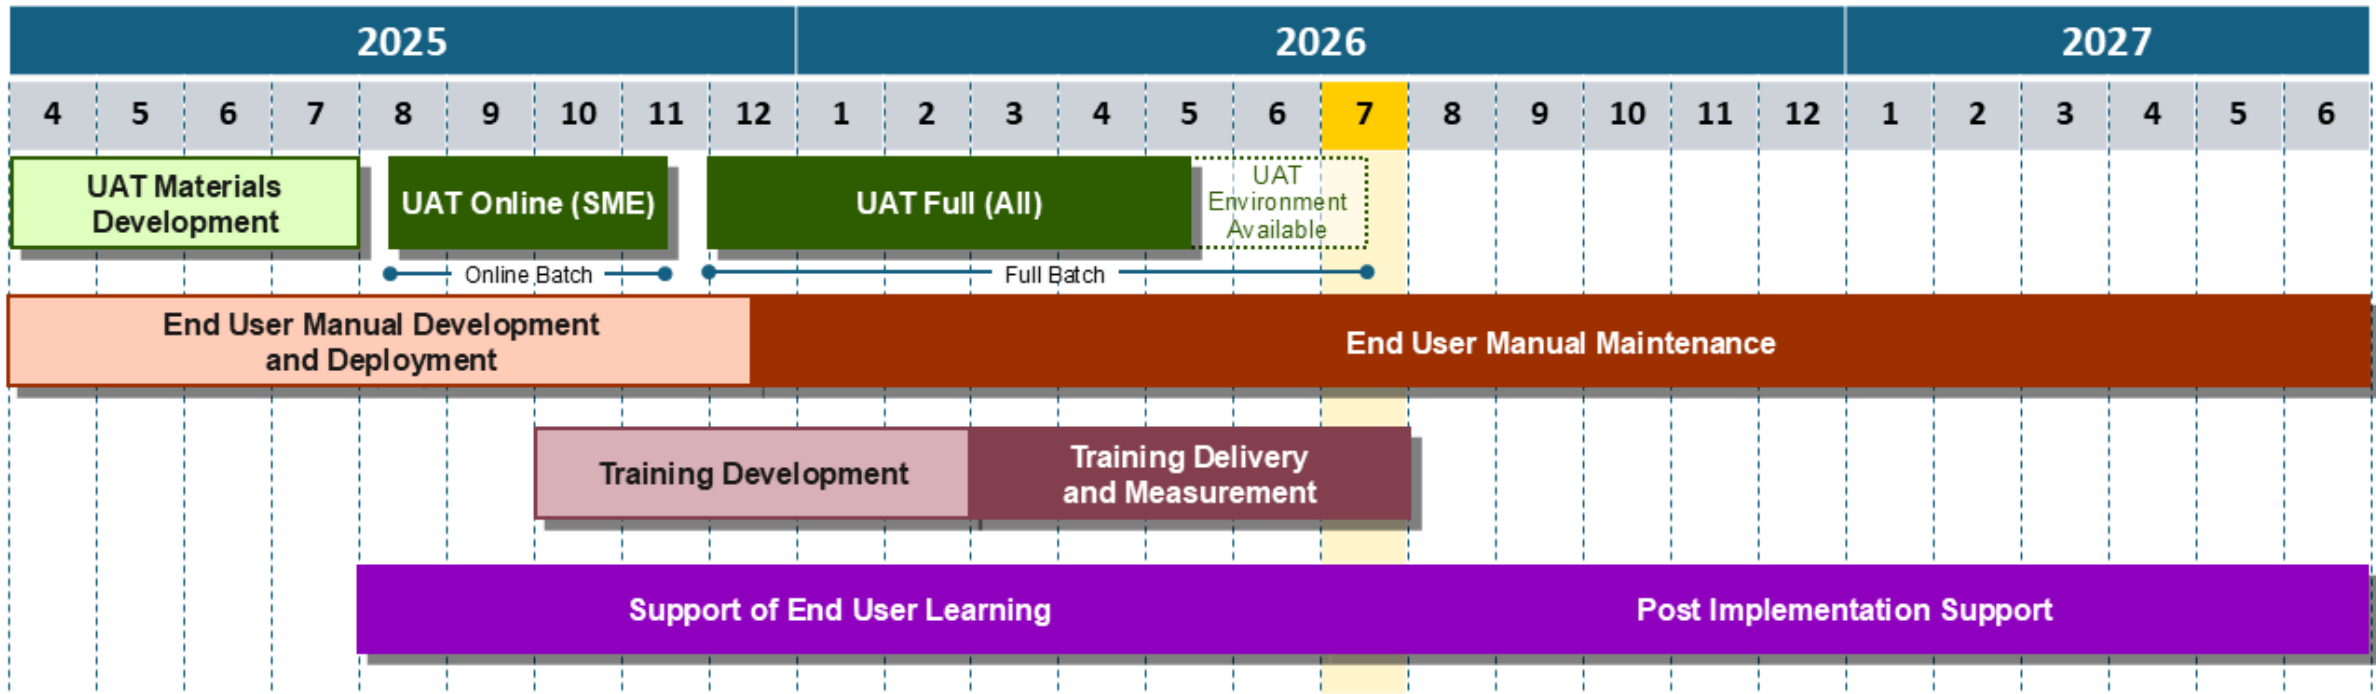 2025 2026 2027
4 5 6 7 8 9 10 11 12 1 2 3 4 5 6 7 8 9 10 11 12 1 2 3 4 5 6
UAT Materials
Development
UAT Online (SME)
UAT Full (All)
UAT
Environment
Available
Online Batch
Full Batch
End User Manual Development
and Deployment
End User Manual Maintenance
Training Development
Training Delivery
and Measurement
Support of End User Learning
Post Implementation Support